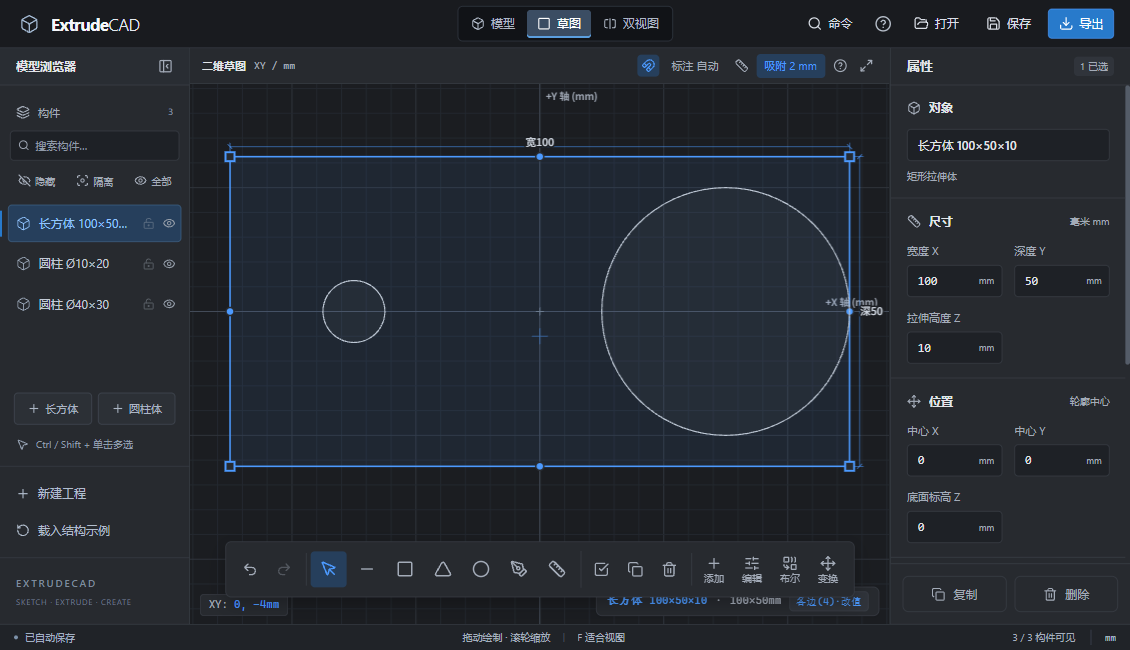 ExtrudeCAD
模型
草图
双视图
命令
打开
保存
导出
模型浏览器
构件
3
搜索构件...
隐藏
隔离
全部
长方体 100×50...
圆柱 Ø10×20
圆柱 Ø40×30
长方体
圆柱体
Ctrl / Shift + 单击多选
新建工程
载入结构示例
EXTRUDECAD
SKETCH · EXTRUDE · CREATE
二维草图 XY / mm
标注 自动
吸附 2 mm
+Y 轴 (mm)
宽100
+X 轴 (mm)
深50
添加
编辑
布尔
变换
XY: 0, −4mm
长方体 100×50×10 · 100×50mm
各边(4)·改值
属性
1 已选
对象
长方体 100×50×10
矩形拉伸体
尺寸
毫米 mm
宽度 X
深度 Y
100 mm
50 mm
拉伸高度 Z
10 mm
位置
轮廓中心
中心 X
中心 Y
0 mm
0 mm
底面标高 Z
0 mm
复制
删除
已自动保存
拖动绘制 · 滚轮缩放
F 适合视图
3 / 3 构件可见
mm